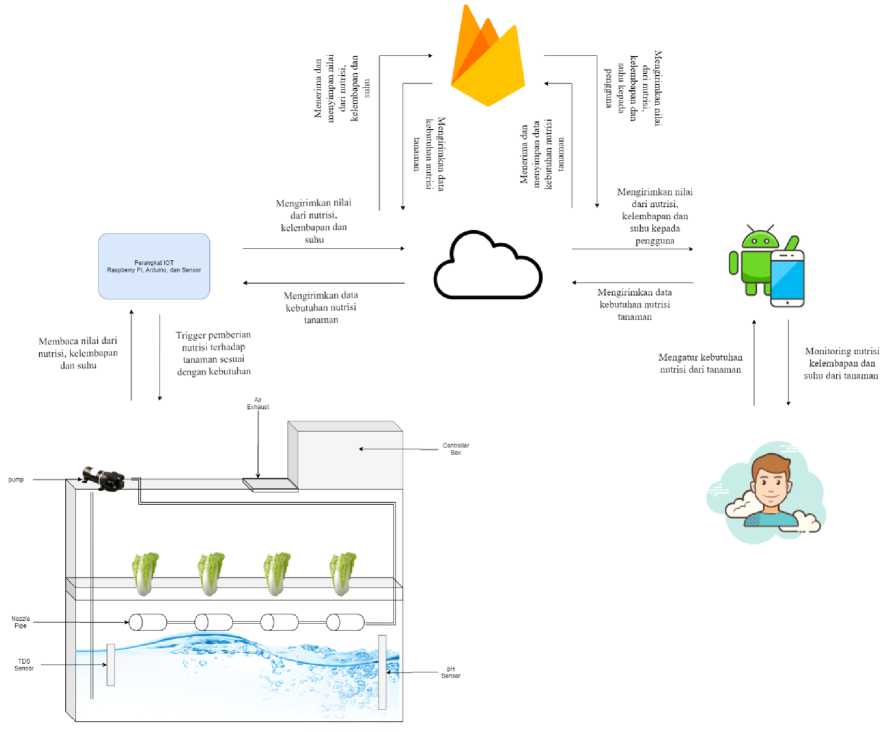 Menerima dan
menyimpan nilai
dari nutrisi,
kelembapan dan
suhu
Mengirimkan data
kebutuhan nutrisi
tanaman
Menerima dan
menyimpan data
kebutuhan nutrisi
tanaman
Mengirimkan nilai
dari nutrisi,
kelembapan dan
suhu kepada
pengguna
Mengirimkan nilai
dari nutrisi,
kelembapan dan
suhu
Mengirimkan nilai
dari nutrisi,
kelembapan dan
suhu kepada
pengguna
Perangkat IOT
Raspberry Pi, Arduino, dan Sensor
Mengirimkan data
kebutuhan nutrisi
tanaman
Mengirimkan data
kebutuhan nutrisi
tanaman
Membaca nilai dari
nutrisi, kelembapan
dan suhu
Trigger pemberian
nutrisi terhadap
tanaman sesuai
dengan kebutuhan
Mengatur kebutuhan
nutrisi dari tanaman
Monitoring nutrisi
kelembapan dan
suhu dari tanaman
Air
Exhaust
Controller
Box
pump
Nozzle
Pipe
TDS
Sensor
pH
Sensor